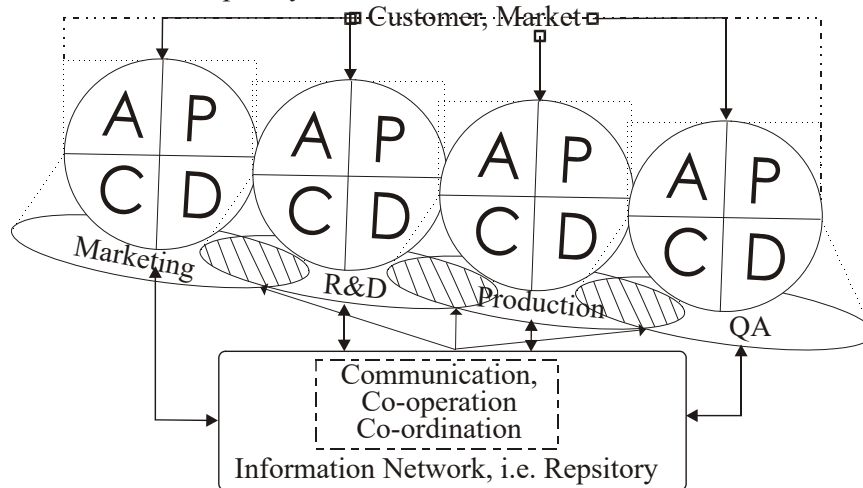 Customer, Market
A P
C D
A P
C D
A P
C D
A P
C D
Marketing
R&D
Production
QA
Communication,
Co-operation
Co-ordination
Information Network, i.e. Repsitory